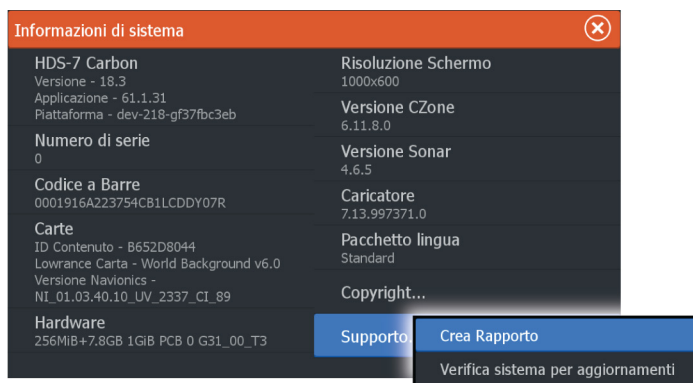 Informazioni di sistema
HDS-7 Carbon
Versione - 18.3
Applicazione - 61.1.31
Piattaforma - dev-218-gf37fbc3eb
Numero di serie
0
Codice a Barre
0001916A223754CB1LCDDY07R
Carte
ID Contenuto - B652D8044
Lowrance Carta - World Background v6.0
Versione Navionics -
NI_01.03.40.10_UV_2337_CI_89
Hardware
256MiB+7.8GB 1GiB PCB 0 G31_00_T3
Risoluzione Schermo
1000x600
Versione CZone
6.11.8.0
Versione Sonar
4.6.5
Caricatore
7.13.997371.0
Pacchetto lingua
Standard
Copyright...
Supporto.
Crea Rapporto
Verifica sistema per aggiornamenti